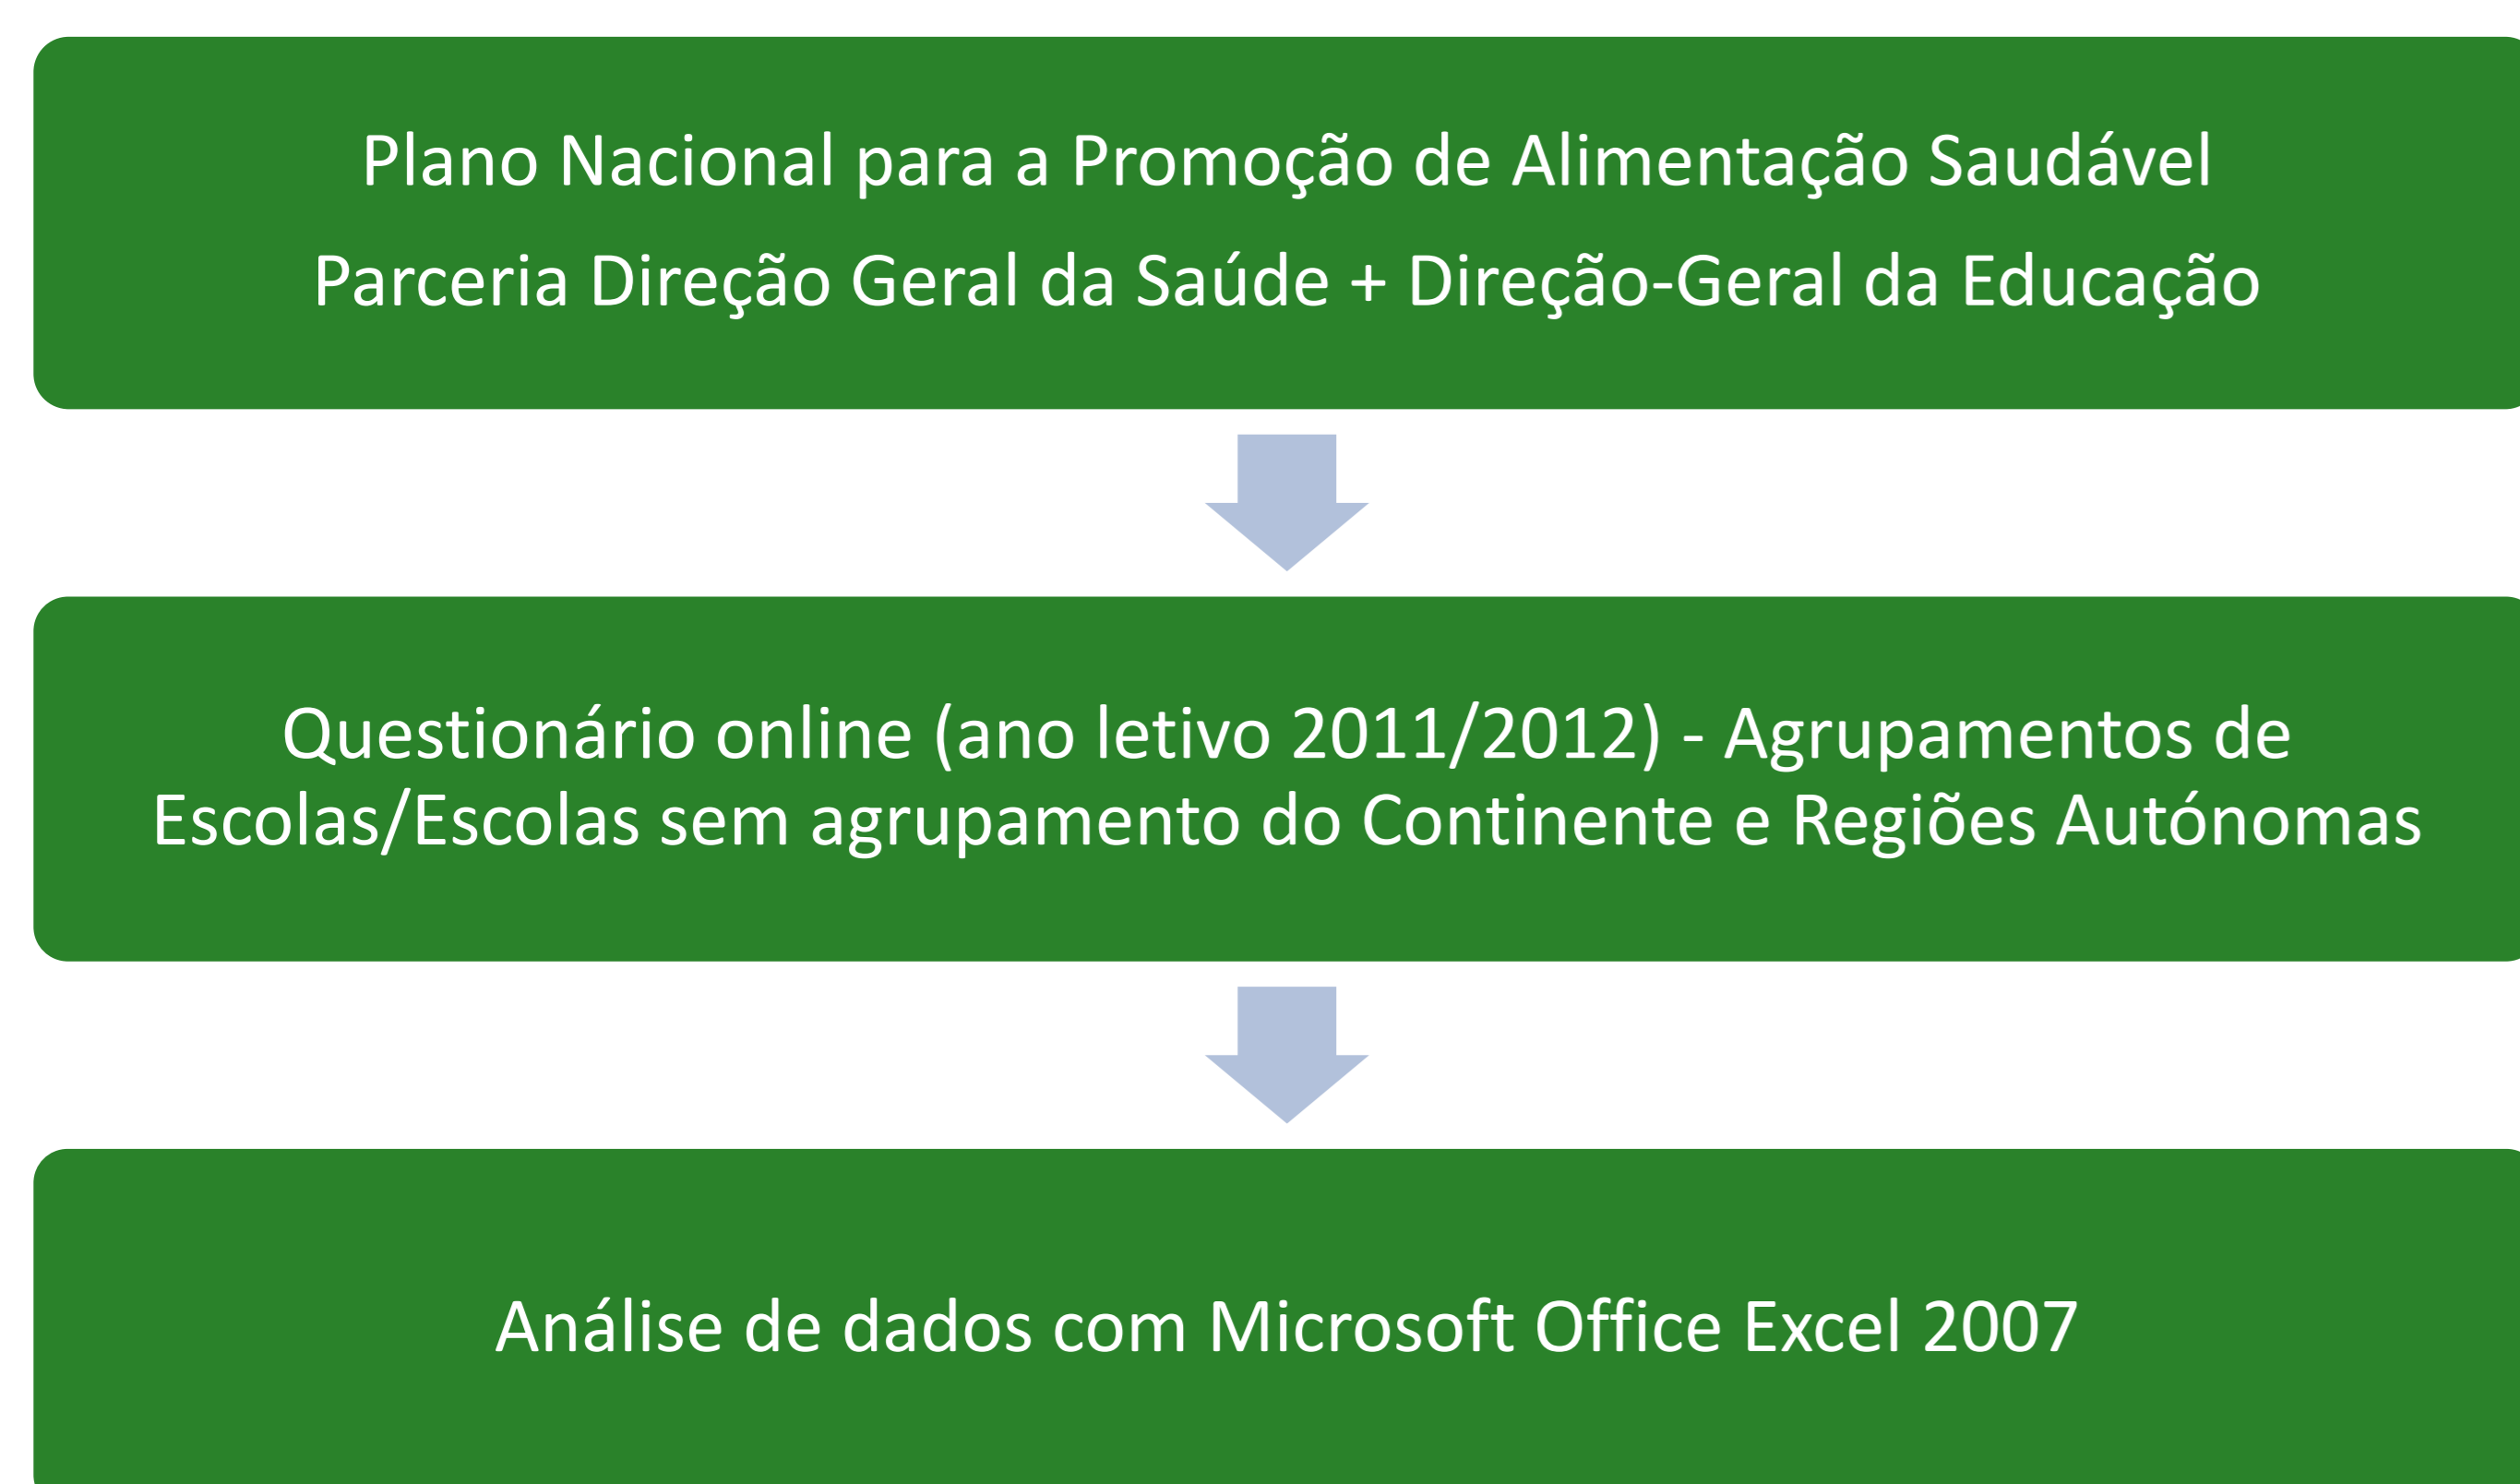 Plano Nacional para a Promoção de Alimentação Saudável
Parceria Direção Geral da Saúde + Direção-Geral da Educação
Questionário online (ano letivo 2011/2012) - Agrupamentos de
Escolas/Escolas sem agrupamento do Continente e Regiões Autónomas
Análise de dados com Microsoft Office Excel 2007